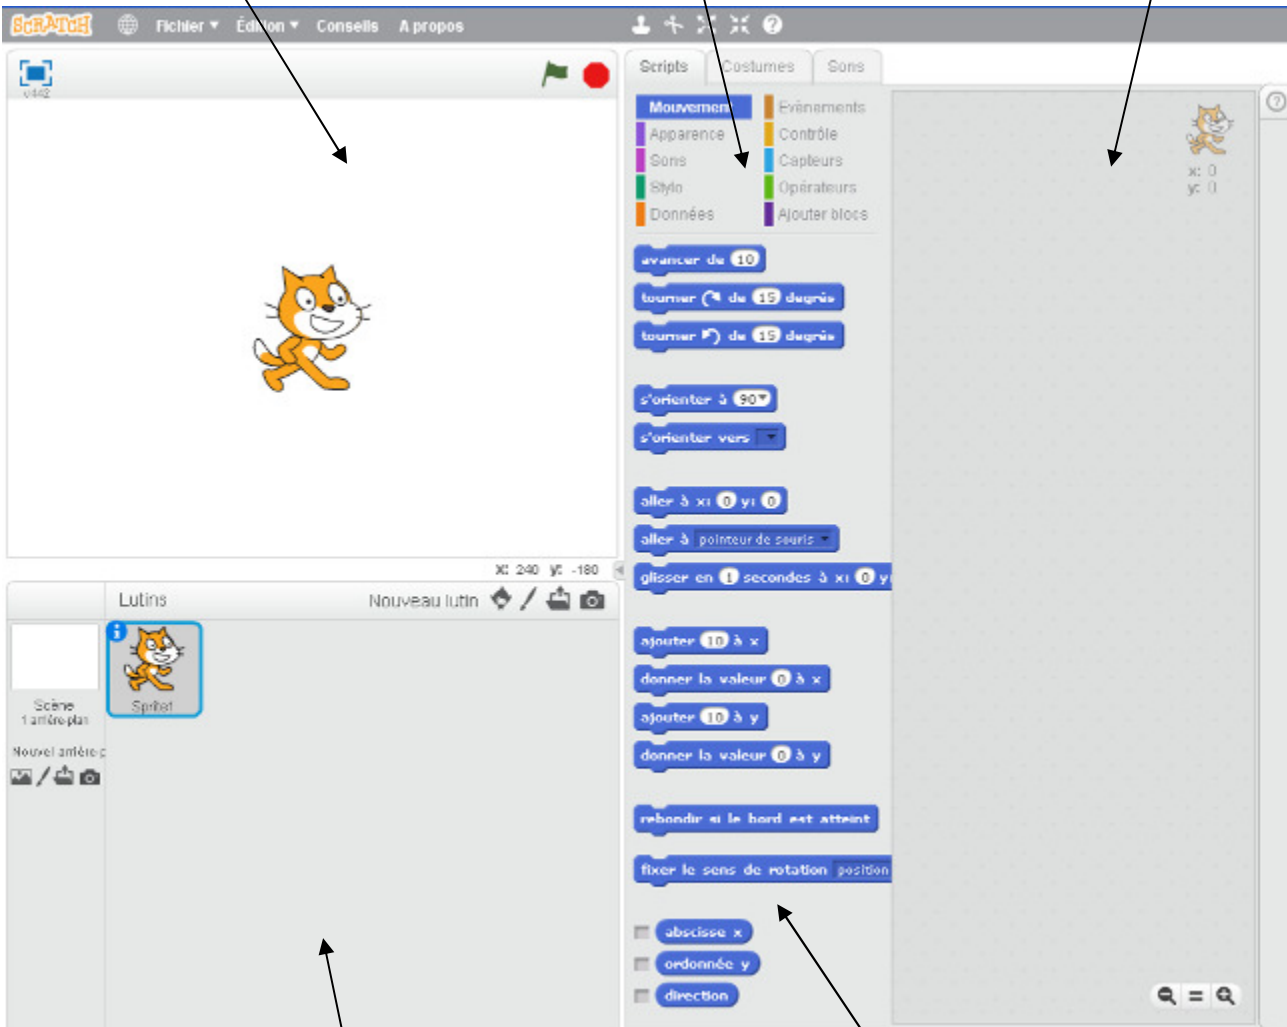 SCRATCH Fichier Édition Conseils A propos
v442
x: 240 y: -180
Lutins Nouveau lutin
Scène
1 arrière-plan
Nouvel arrière-p
Sprite1
Scripts Costumes Sons
Mouvement Evènements
Apparence Contrôle
Sons Capteurs
Stylo Opérateurs
Données Ajouter blocs
avancer de 10
tourner de 15 degrés
tourner de 15 degrés
s'orienter à 90
s'orienter vers
aller à x: 0 y: 0
aller à pointeur de souris
glisser en 1 secondes à x: 0 y:
ajouter 10 à x
donner la valeur 0 à x
ajouter 10 à y
donner la valeur 0 à y
rebondir si le bord est atteint
fixer le sens de rotation position
abscisse x
ordonnée y
direction
x: 0
y: 0